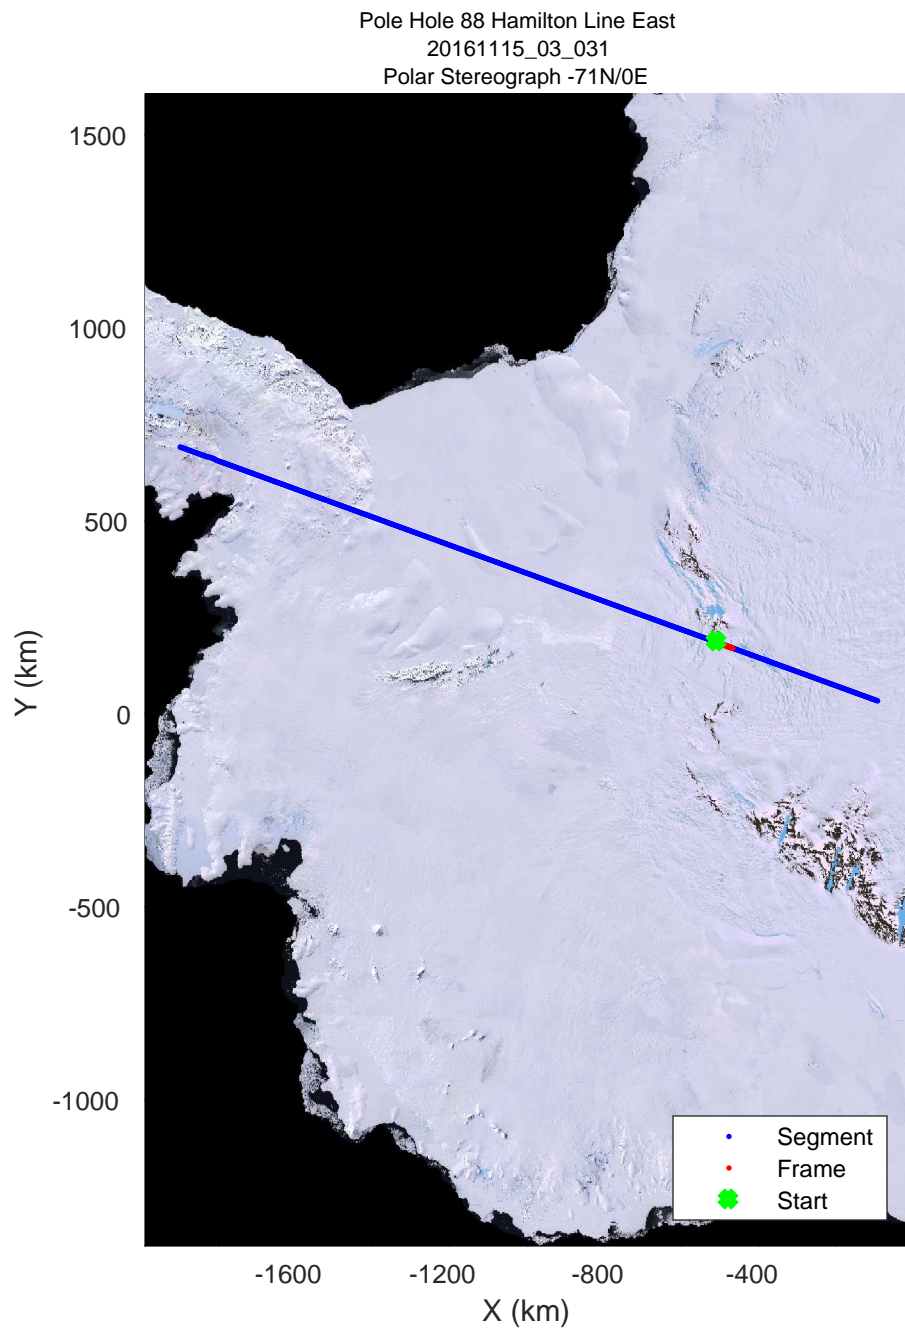 Pole Hole 88 Hamilton Line East
20161115_03_031
Polar Stereograph -71N/0E
1500
1000
500
0
-500
-1000
Y (km)
-1600
-1200
-800
-400
X (km)
Segment
Frame
Start